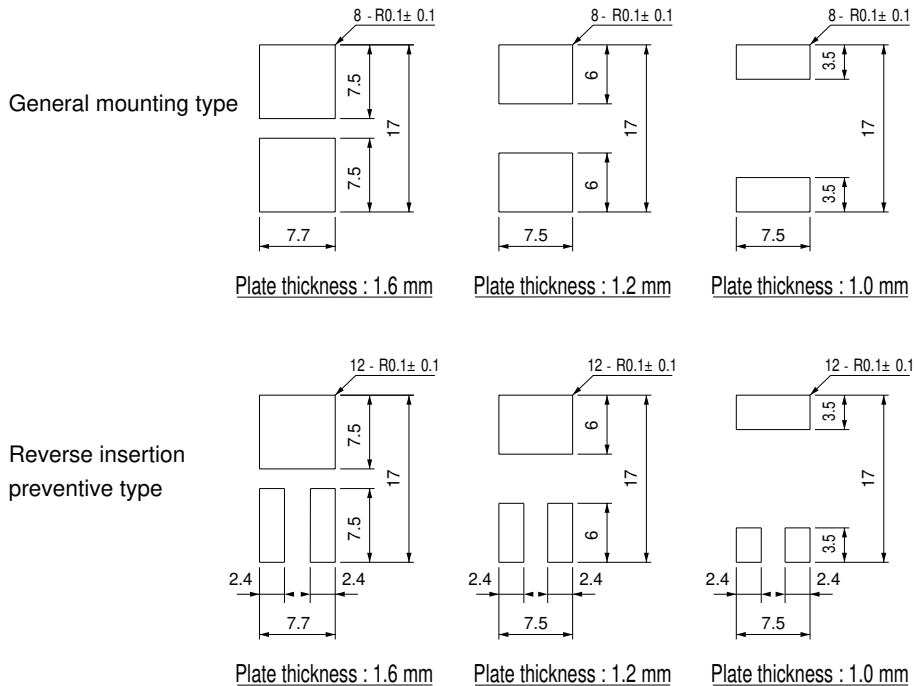 8 - R0.1± 0.1
8 - R0.1± 0.1
8 - R0.1± 0.1
General mounting type
7.5
17
7.5
7.7
6
17
6
7.5
3.5
17
3.5
7.5
Plate thickness : 1.6 mm
Plate thickness : 1.2 mm
Plate thickness : 1.0 mm
12 - R0.1± 0.1
12 - R0.1± 0.1
12 - R0.1± 0.1
Reverse insertion
preventive type
7.5
17
7.5
2.4
2.4
7.7
6
17
6
2.4
2.4
7.5
3.5
17
3.5
2.4
2.4
7.5
Plate thickness : 1.6 mm
Plate thickness : 1.2 mm
Plate thickness : 1.0 mm